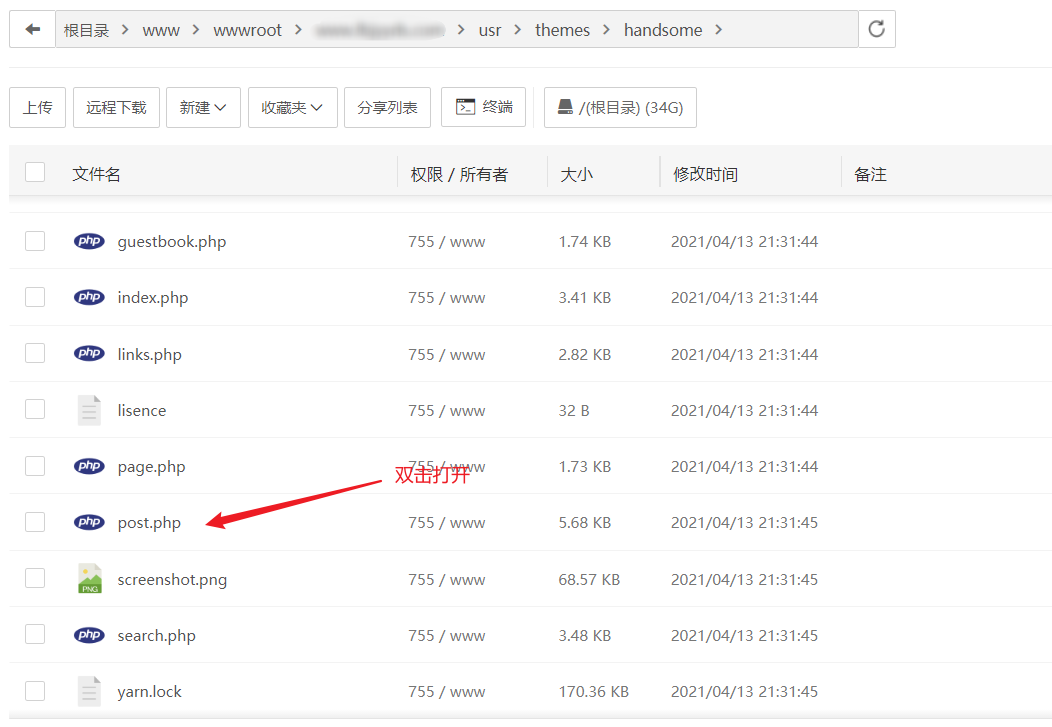 根目录 www wwwroot usr themes handsome
上传 远程下载 新建 收藏夹 分享列表 终端 /(根目录) (34G)
文件名 权限 / 所有者 大小 修改时间 备注
php guestbook.php 755 / www 1.74 KB 2021/04/13 21:31:44
php index.php 755 / www 3.41 KB 2021/04/13 21:31:44
php links.php 755 / www 2.82 KB 2021/04/13 21:31:44
lisence 755 / www 32 B 2021/04/13 21:31:44
php page.php 755 / www 1.73 KB 2021/04/13 21:31:44
双击打开
php post.php 755 / www 5.68 KB 2021/04/13 21:31:45
PNG screenshot.png 755 / www 68.57 KB 2021/04/13 21:31:45
php search.php 755 / www 3.48 KB 2021/04/13 21:31:45
yarn.lock 755 / www 170.36 KB 2021/04/13 21:31:45